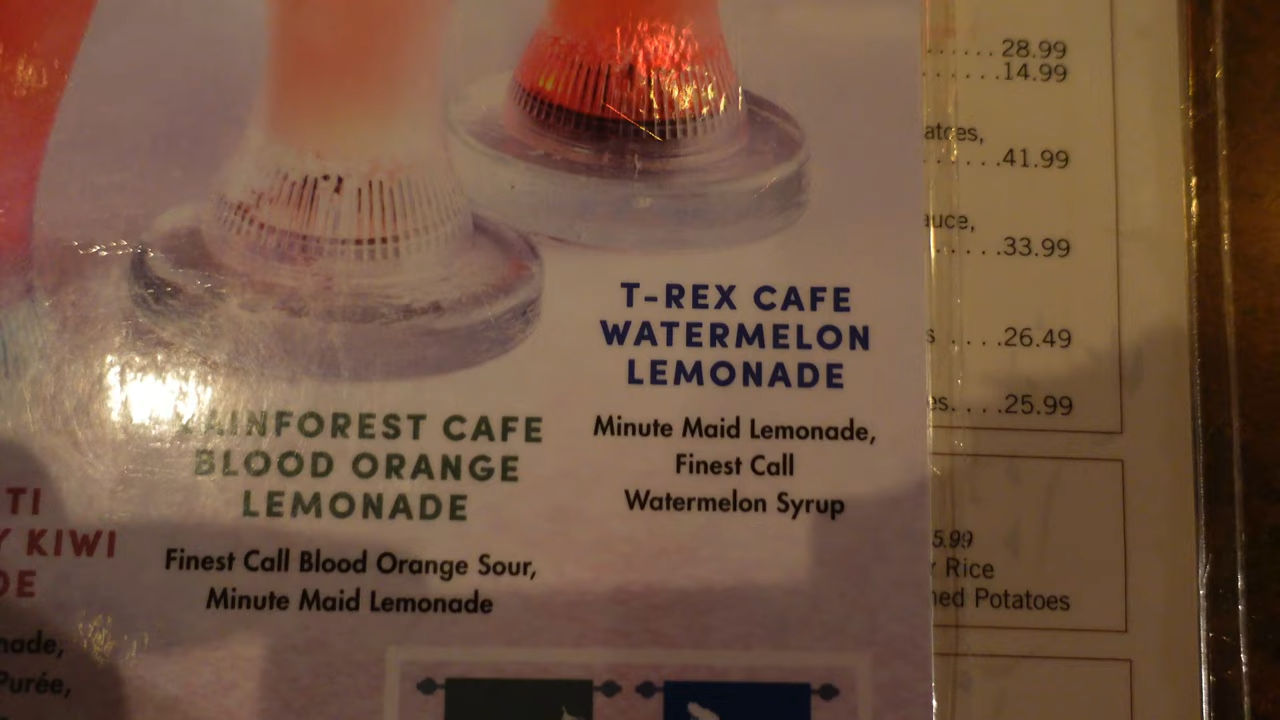 T-REX CAFE
WATERMELON
LEMONADE
Minute Maid Lemonade,
Finest Call
Watermelon Syrup
RAINFOREST CAFE
BLOOD ORANGE
LEMONADE
Finest Call Blood Orange Sour,
Minute Maid Lemonade
TI
Y KIWI
DE
nade,
Purée,
......28.99
......14.99
atoes,
......41.99
auce,
.....33.99
s ....26.49
es....25.99
5.99
r Rice
hed Potatoes